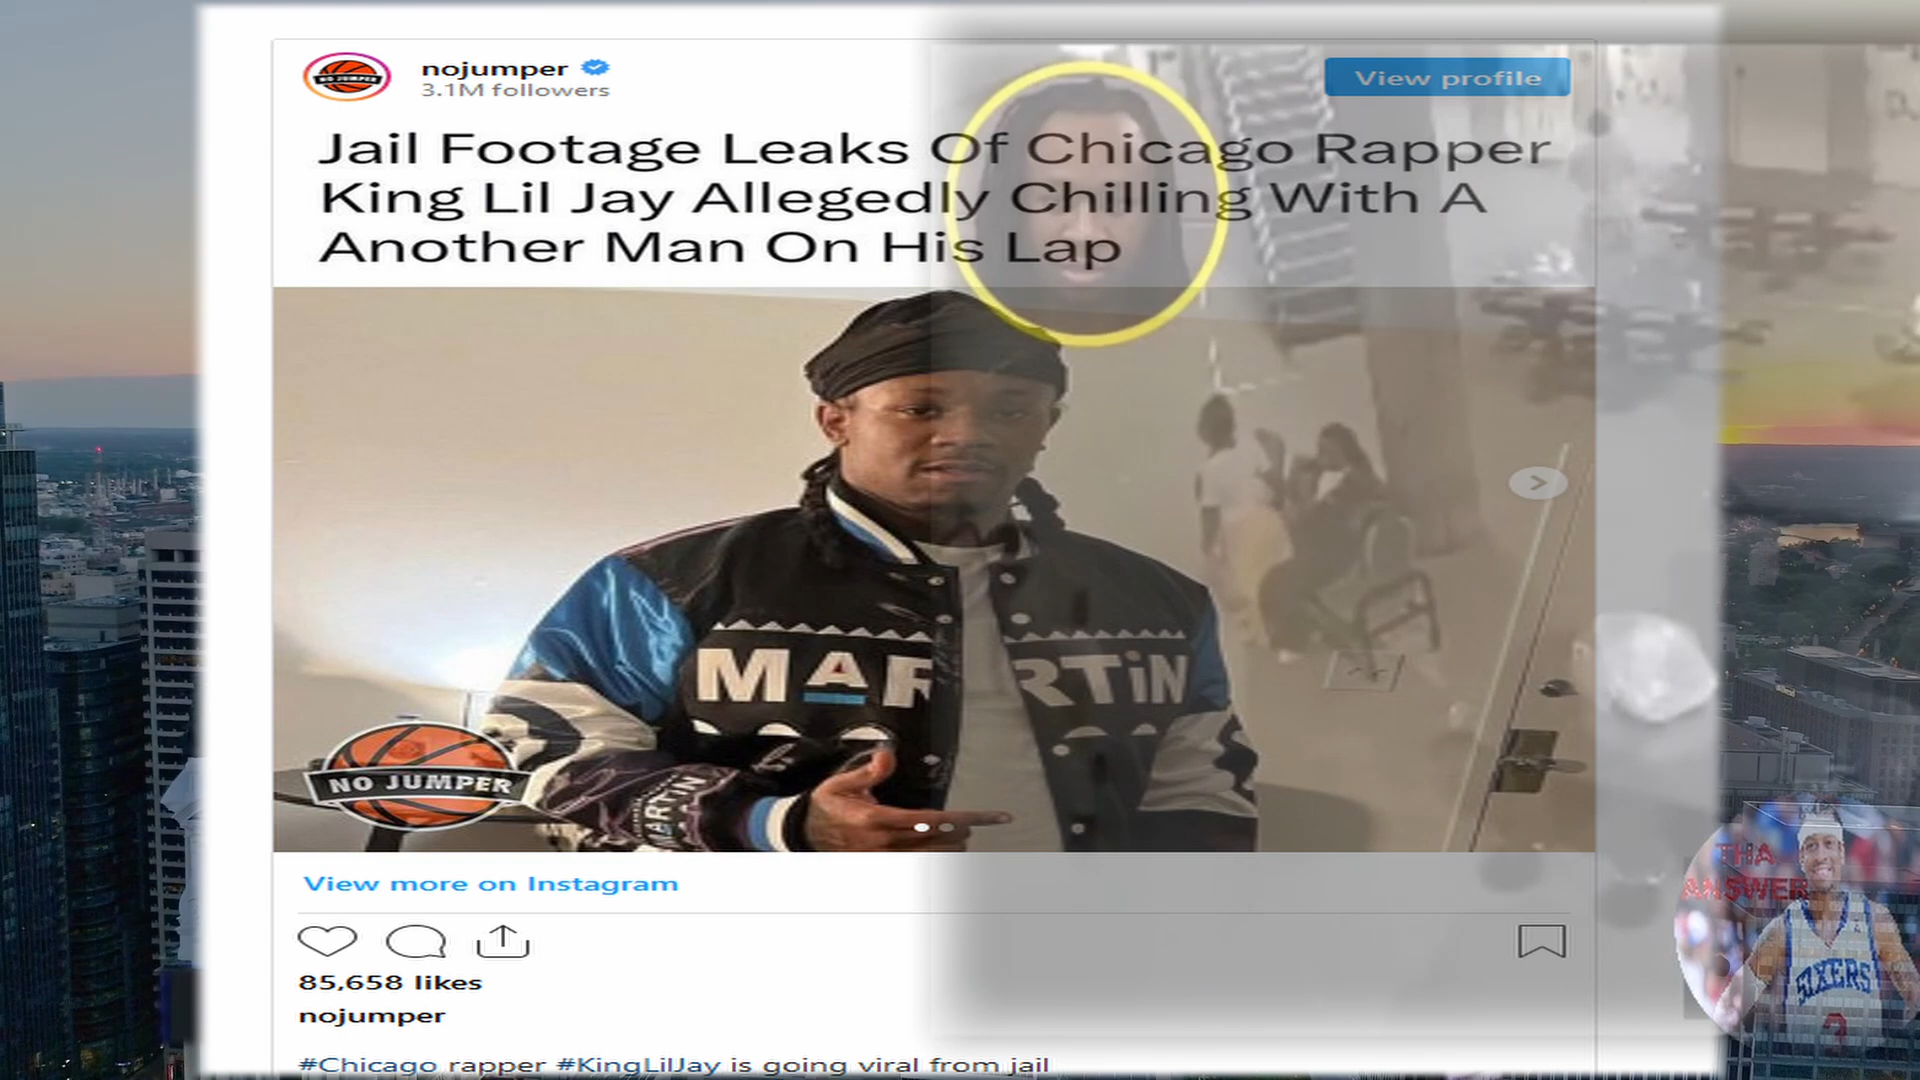 nojumper
3.1M followers
View profile
Jail Footage Leaks Of Chicago Rapper
King Lil Jay Allegedly Chilling With A
Another Man On His Lap
MAR RTiN
MARTiN
NO JUMPER
THA
ANSWER
SIXERS
3
View more on Instagram
85,658 likes
nojumper
#Chicago rapper #KingLilJay is going viral from jail